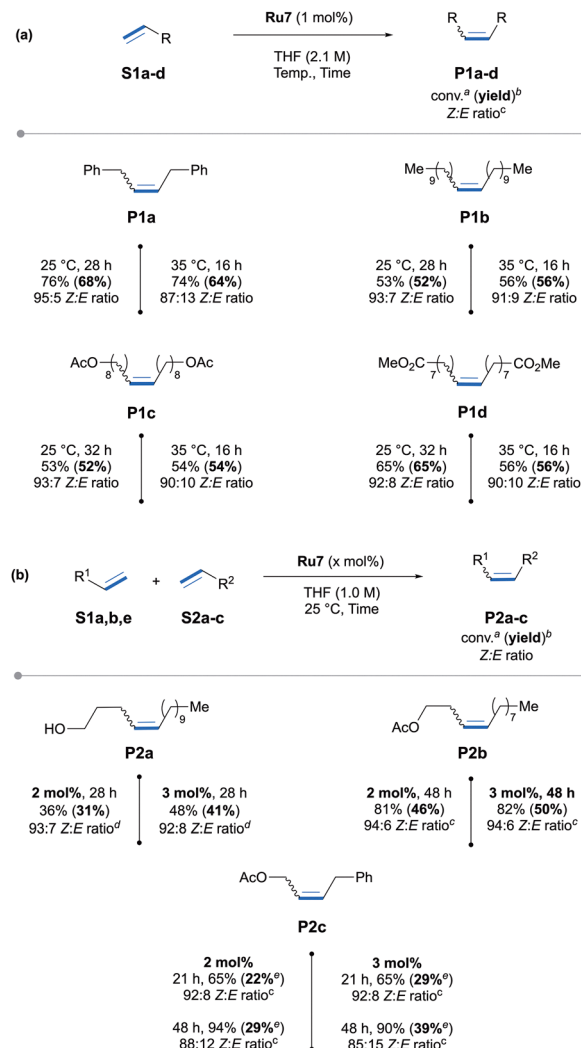 (a)
R
Ru7 (1 mol%)
THF (2.1 M)
Temp., Time
R R
S1a-d
P1a-d
conv.a (yield)b
Z:E ratioc
Ph Ph
P1a
25 °C, 28 h
76% (68%)
95:5 Z:E ratio
35 °C, 16 h
74% (64%)
87:13 Z:E ratio
Me ( )9 ( )9 Me
P1b
25 °C, 28 h
53% (52%)
93:7 Z:E ratio
35 °C, 16 h
56% (56%)
91:9 Z:E ratio
AcO ( )8 ( )8 OAc
P1c
25 °C, 32 h
53% (52%)
93:7 Z:E ratio
35 °C, 16 h
54% (54%)
90:10 Z:E ratio
MeO2C ( )7 ( )7 CO2Me
P1d
25 °C, 32 h
65% (65%)
92:8 Z:E ratio
35 °C, 16 h
56% (56%)
90:10 Z:E ratio
(b)
R1 + R2
S1a,b,e S2a-c
Ru7 (x mol%)
THF (1.0 M)
25 °C, Time
R1 R2
P2a-c
conv.a (yield)b
Z:E ratio
HO ( )9 Me
P2a
2 mol%, 28 h
36% (31%)
93:7 Z:E ratiod
3 mol%, 28 h
48% (41%)
92:8 Z:E ratiod
AcO ( )7 Me
P2b
2 mol%, 48 h
81% (46%)
94:6 Z:E ratioc
3 mol%, 48 h
82% (50%)
94:6 Z:E ratioc
AcO Ph
P2c
2 mol%
21 h, 65% (22%e)
92:8 Z:E ratioc
48 h, 94% (29%e)
88:12 Z:E ratioc
3 mol%
21 h, 65% (29%e)
92:8 Z:E ratioc
48 h, 90% (39%e)
85:15 Z:E ratioc